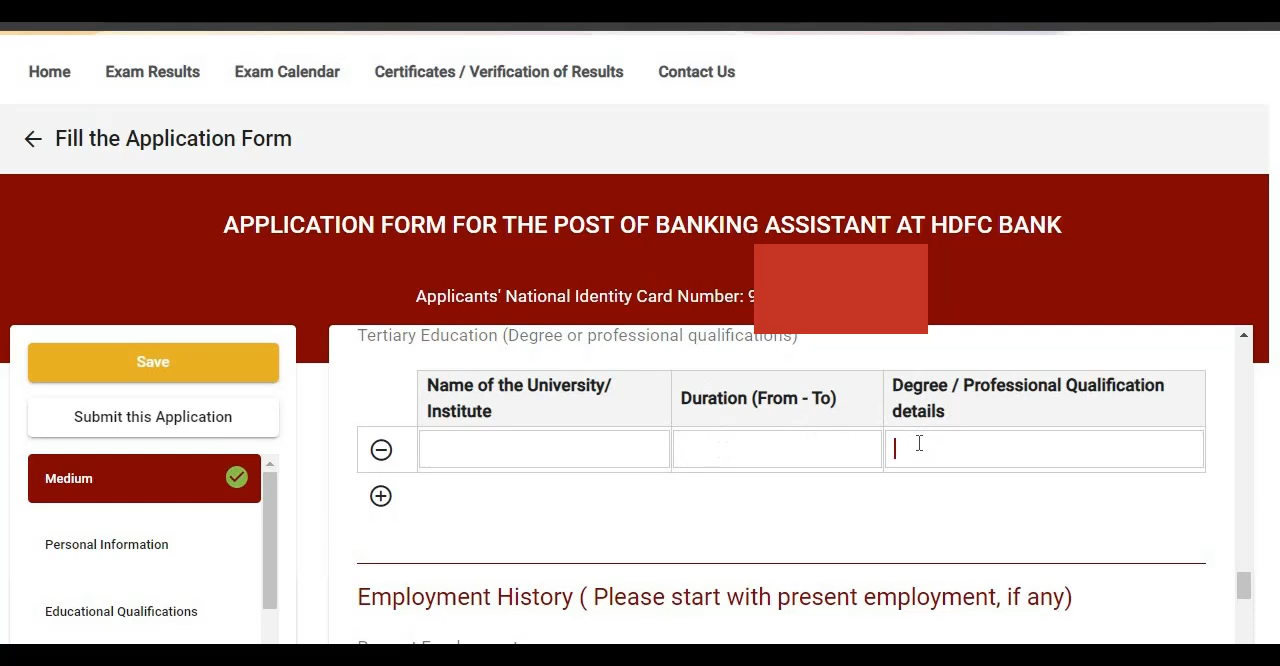 Home Exam Results Exam Calendar Certificates / Verification of Results Contact Us
Fill the Application Form
APPLICATION FORM FOR THE POST OF BANKING ASSISTANT AT HDFC BANK
Applicants' National Identity Card Number: 9
Tertiary Education (Degree or professional qualifications)
Save
Submit this Application
Name of the University/
Institute
Duration (From - To)
Degree / Professional Qualification
details
Medium
Personal Information
Educational Qualifications
Employment History ( Please start with present employment, if any)